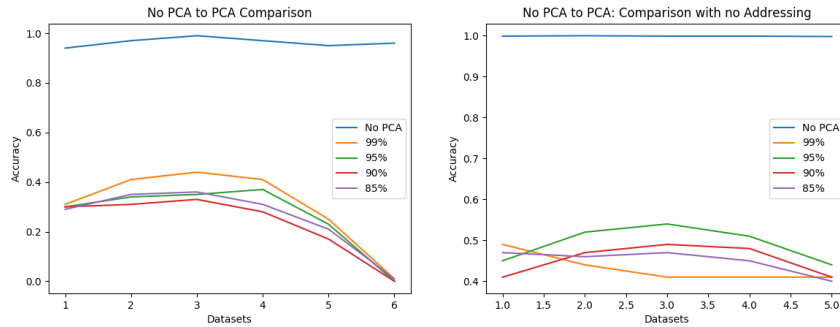 No PCA to PCA Comparison
1.0
0.8
0.6
0.4
0.2
0.0
Accuracy
No PCA
99%
95%
90%
85%
1 2 3 4 5 6
Datasets
No PCA to PCA: Comparison with no Addressing
1.0
0.9
0.8
0.7
0.6
0.5
0.4
Accuracy
No PCA
99%
95%
90%
85%
1.0 1.5 2.0 2.5 3.0 3.5 4.0 4.5 5.0
Datasets